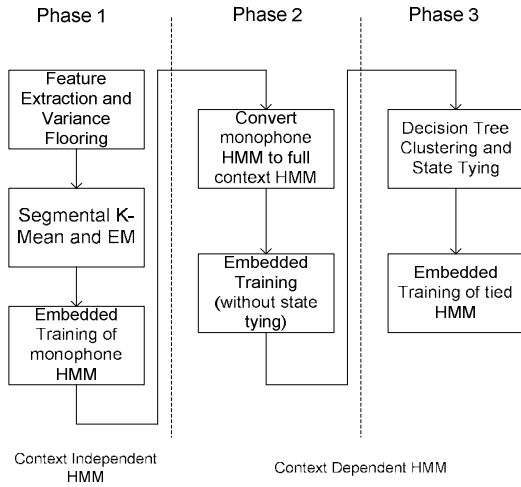 Phase 1
Phase 2
Phase 3
Feature
Extraction and
Variance
Flooring
Segmental K-
Mean and EM
Embedded
Training of
monophone
HMM
Convert
monophone
HMM to full
context HMM
Embedded
Training
(without state
tying)
Decision Tree
Clustering and
State Tying
Embedded
Training of tied
HMM
Context Independent
HMM
Context Dependent HMM